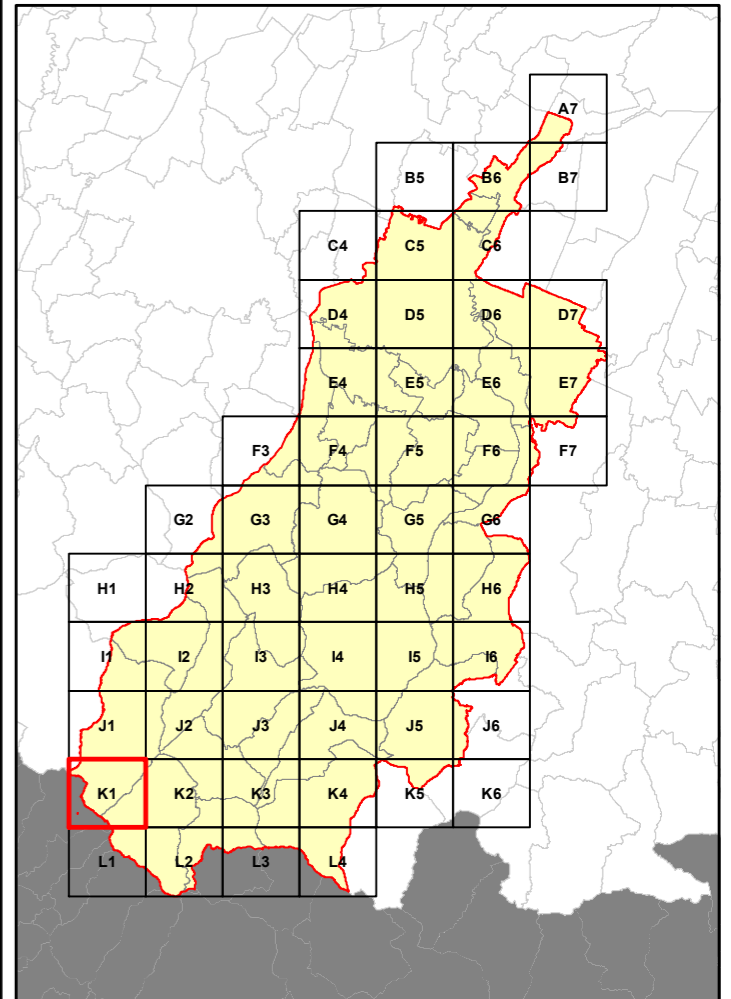 A7
B5 B6 B7
C4 C5 C6
D4 D5 D6 D7
E4 E5 E6 E7
F3 F4 F5 F6 F7
G2 G3 G4 G5 G6
H1 H2 H3 H4 H5 H6
I1 I2 I3 I4 I5 I6
J1 J2 J3 J4 J5 J6
K1 K2 K3 K4 K5 K6
L1 L2 L3 L4